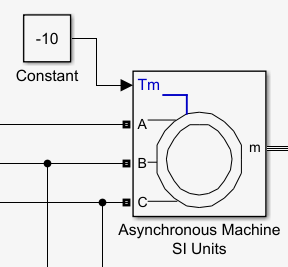 -10
Constant
Tm
A
B
C
m
Asynchronous Machine
SI Units